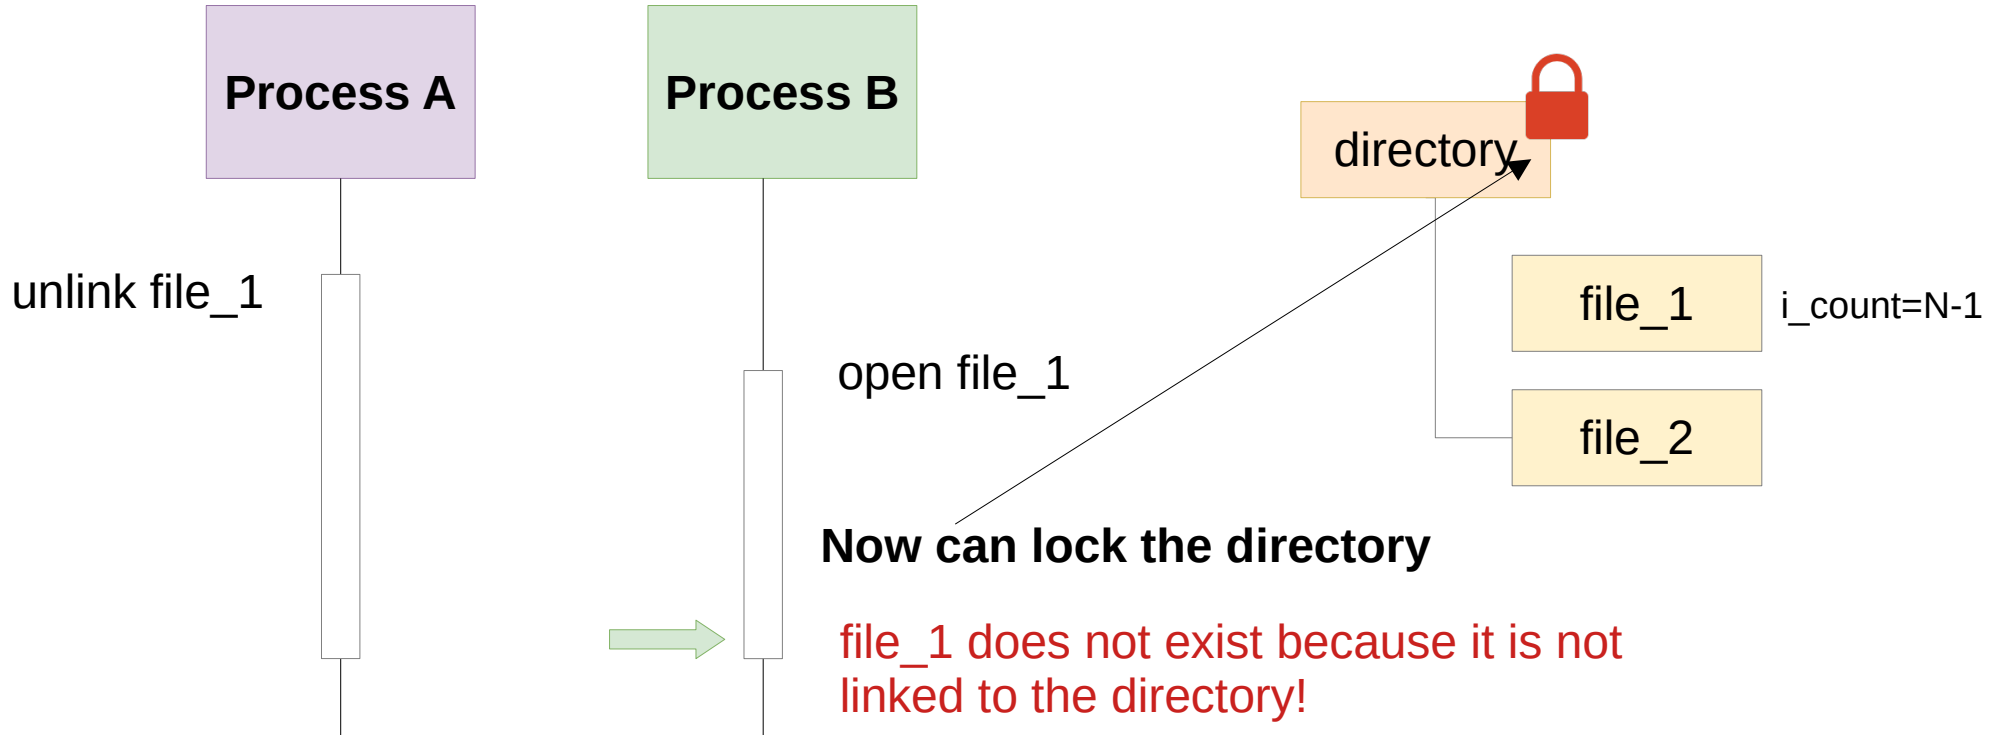 Process A
Process B
directory
unlink file_1
file_1
i_count=N-1
open file_1
file_2
Now can lock the directory
file_1 does not exist because it is not
linked to the directory!